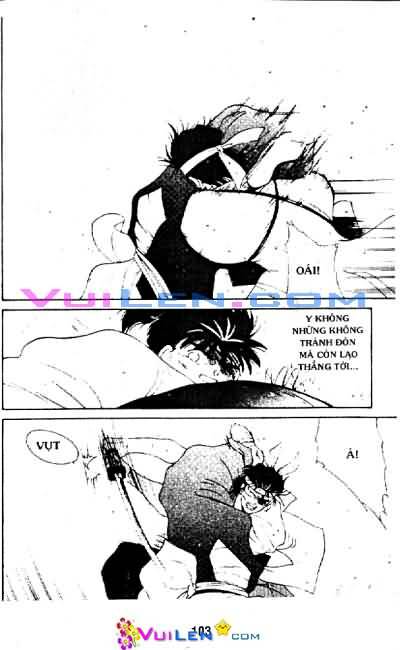 OÁI!
VuiLen.com
Y KHÔNG
NHỮNG KHÔNG
TRÁNH ĐÒN
MÀ CÒN LAO
THẲNG TỚI...
VỤT
Á!
103
VuiLen.com